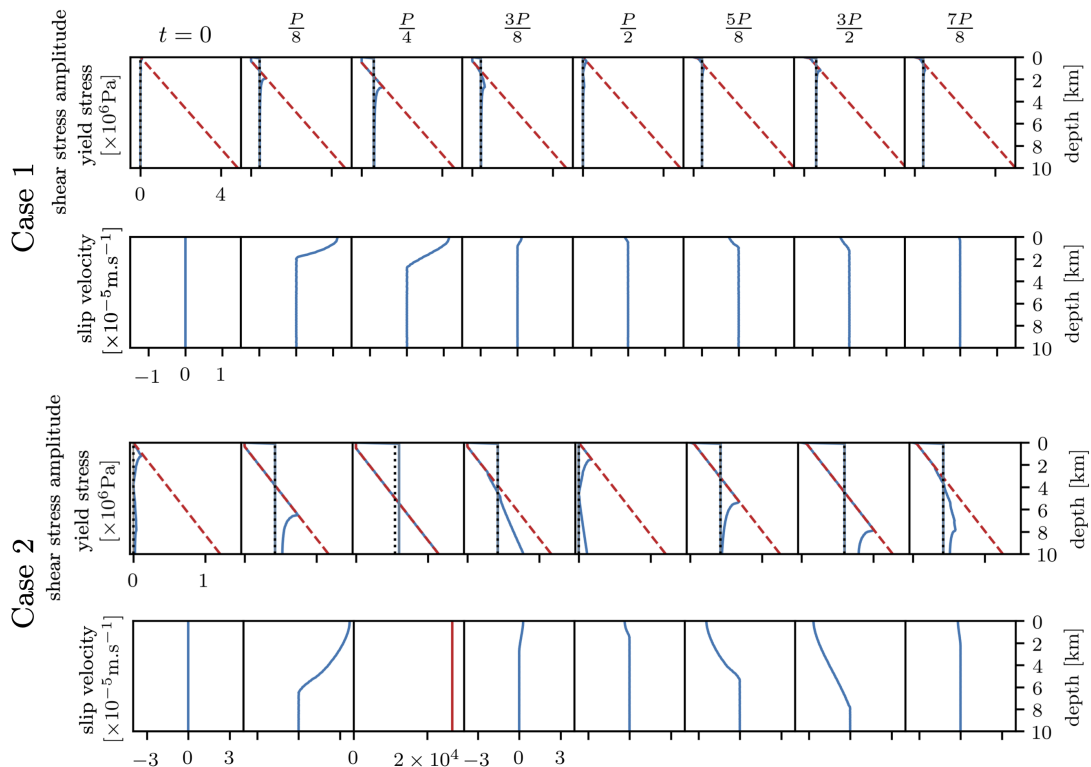 t = 0 P/8 P/4 3P/8 P/2 5P/8 3P/2 7P/8
Case 1
shear stress amplitude
yield stress
[×10⁶Pa]
0 4
0
2
4
6
8
10
depth [km]
slip velocity
[×10⁻⁵m.s⁻¹]
−1 0 1
0
2
4
6
8
10
depth [km]
Case 2
shear stress amplitude
yield stress
[×10⁶Pa]
0 1
0
2
4
6
8
10
depth [km]
slip velocity
[×10⁻⁵m.s⁻¹]
−3 0 3 0 2 × 10⁴ −3 0 3
0
2
4
6
8
10
depth [km]